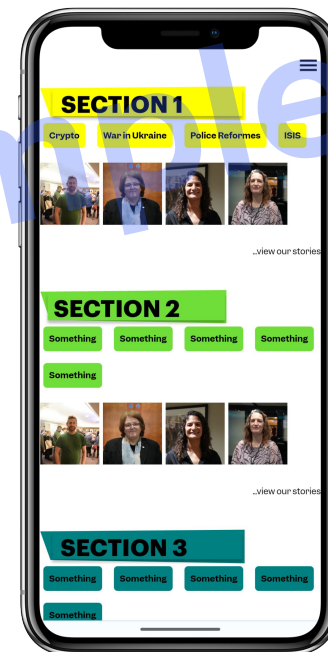 SECTION 1
Crypto War in Ukraine Police Reformes ISIS
...view our stories
SECTION 2
Something Something Something Something
Something
...view our stories
SECTION 3
Something Something Something Something
Something